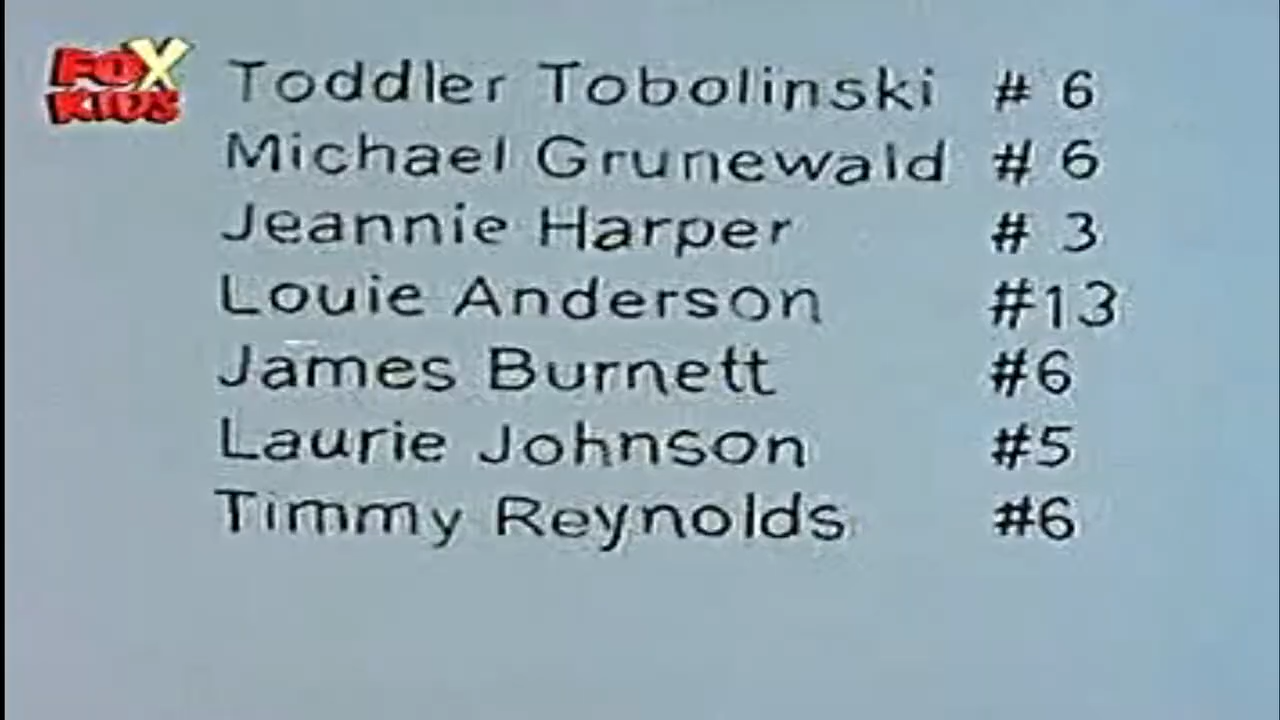 FOX
KIDS
Toddler Tobolinski # 6
Michael Grunewald # 6
Jeannie Harper # 3
Louie Anderson #13
James Burnett #6
Laurie Johnson #5
Timmy Reynolds #6